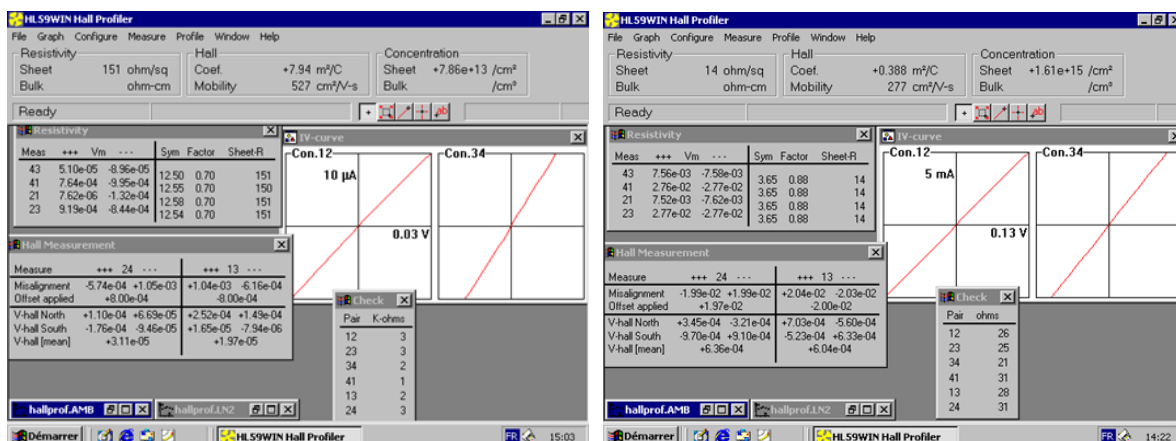 HL59WIN Hall Profiler
File Graph Configure Measure Profile Window Help
Resistivity Hall Concentration
Sheet 151 ohm/sq Coef. +7.94 m²/C Sheet +7.86e+13 /cm²
Bulk ohm-cm Mobility 527 cm²/V-s Bulk /cm³
Ready
Resistivity
Meas +++ Vm --- Sym Factor Sheet-R
43 5.10e-05 -8.96e-05 12.50 0.70 151
41 7.64e-04 -9.95e-04 12.55 0.70 150
21 7.62e-06 -1.32e-04 12.58 0.70 151
23 9.19e-04 -8.44e-04 12.54 0.70 151
IV-curve
Con.12 Con.34
10 µA
0.03 V
Hall Measurement
Measure +++ 24 --- +++ 13 ---
Misalignment -5.74e-04 +1.05e-03 +1.04e-03 -6.16e-04
Offset applied +8.00e-04 -8.00e-04
V-hall North +1.10e-04 +6.69e-05 +2.52e-04 +1.49e-04
V-hall South -1.76e-04 -9.46e-05 +1.65e-05 -7.94e-06
V-hall [mean] +3.11e-05 +1.97e-05
Check
Pair K-ohms
12 3
23 3
34 2
41 1
13 2
24 3
hallprof.AMB hallprof.LN2
Démarrer HL59WIN Hall Profiler FR 15:03
HL59WIN Hall Profiler
File Graph Configure Measure Profile Window Help
Resistivity Hall Concentration
Sheet 14 ohm/sq Coef. +0.388 m²/C Sheet +1.61e+15 /cm²
Bulk ohm-cm Mobility 277 cm²/V-s Bulk /cm³
Ready
Resistivity
Meas +++ Vm --- Sym Factor Sheet-R
43 7.56e-03 -7.58e-03 3.65 0.88 14
41 2.76e-02 -2.77e-02 3.65 0.88 14
21 7.52e-03 -7.62e-03 3.65 0.88 14
23 2.77e-02 -2.77e-02 3.65 0.88 14
IV-curve
Con.12 Con.34
5 mA
0.13 V
Hall Measurement
Measure +++ 24 --- +++ 13 ---
Misalignment -1.99e-02 +1.99e-02 +2.04e-02 -2.03e-02
Offset applied +1.97e-02 -2.00e-02
V-hall North +3.45e-04 -3.21e-04 +7.03e-04 -5.60e-04
V-hall South -9.70e-04 +9.10e-04 -5.23e-04 +6.33e-04
V-hall [mean] +6.36e-04 +6.04e-04
Check
Pair ohms
12 26
23 25
34 21
41 31
13 28
24 31
hallprof.AMB hallprof.LN2
Démarrer HL59WIN Hall Profiler FR 14:22